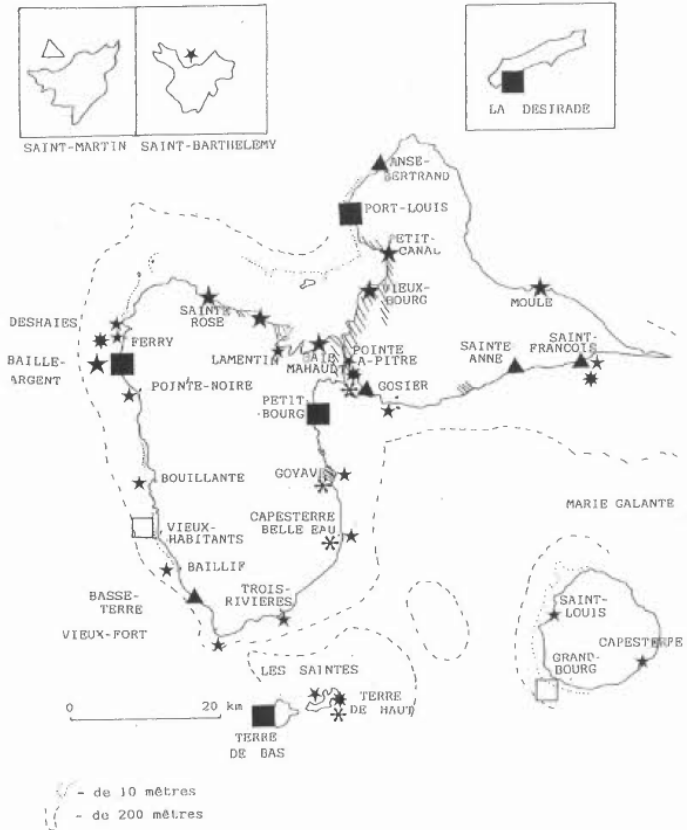 SAINT-MARTIN
SAINT-BARTHELEMY
LA DESIRADE
ANSE-
BERTRAND
PORT-LOUIS
PETIT-
CANAL
VIEUX-
BOURG
MOULE
SAINTE
ROSE
DESHAIES
FERRY
LAMENTIN
BAIE
MAHAULT
POINTE
A-PITRE
SAINTE
ANNE
SAINT-
FRANCOIS
BAILLE-
ARGENT
GOSIER
POINTE-NOIRE
PETIT
-BOURG
BOUILLANTE
GOYAVE
MARIE GALANTE
CAPESTERRE
BELLE EAU
VIEUX-
HABITANTS
BAILLIF
BASSE-
TERRE
TROIS-
RIVIERES
SAINT-
LOUIS
VIEUX-FORT
CAPESTERRE
GRAND-
BOURG
LES SAINTES
0 20 km
TERRE
DE HAUT
TERRE
DE BAS
- de 10 mètres
- de 200 mètres